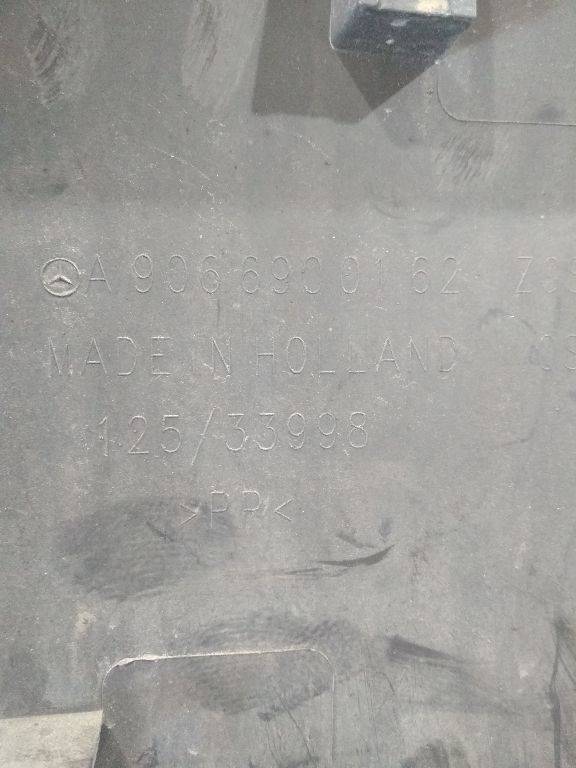 A 906 690 01 62
MADE IN HOLLAND
125/33998
>PP<